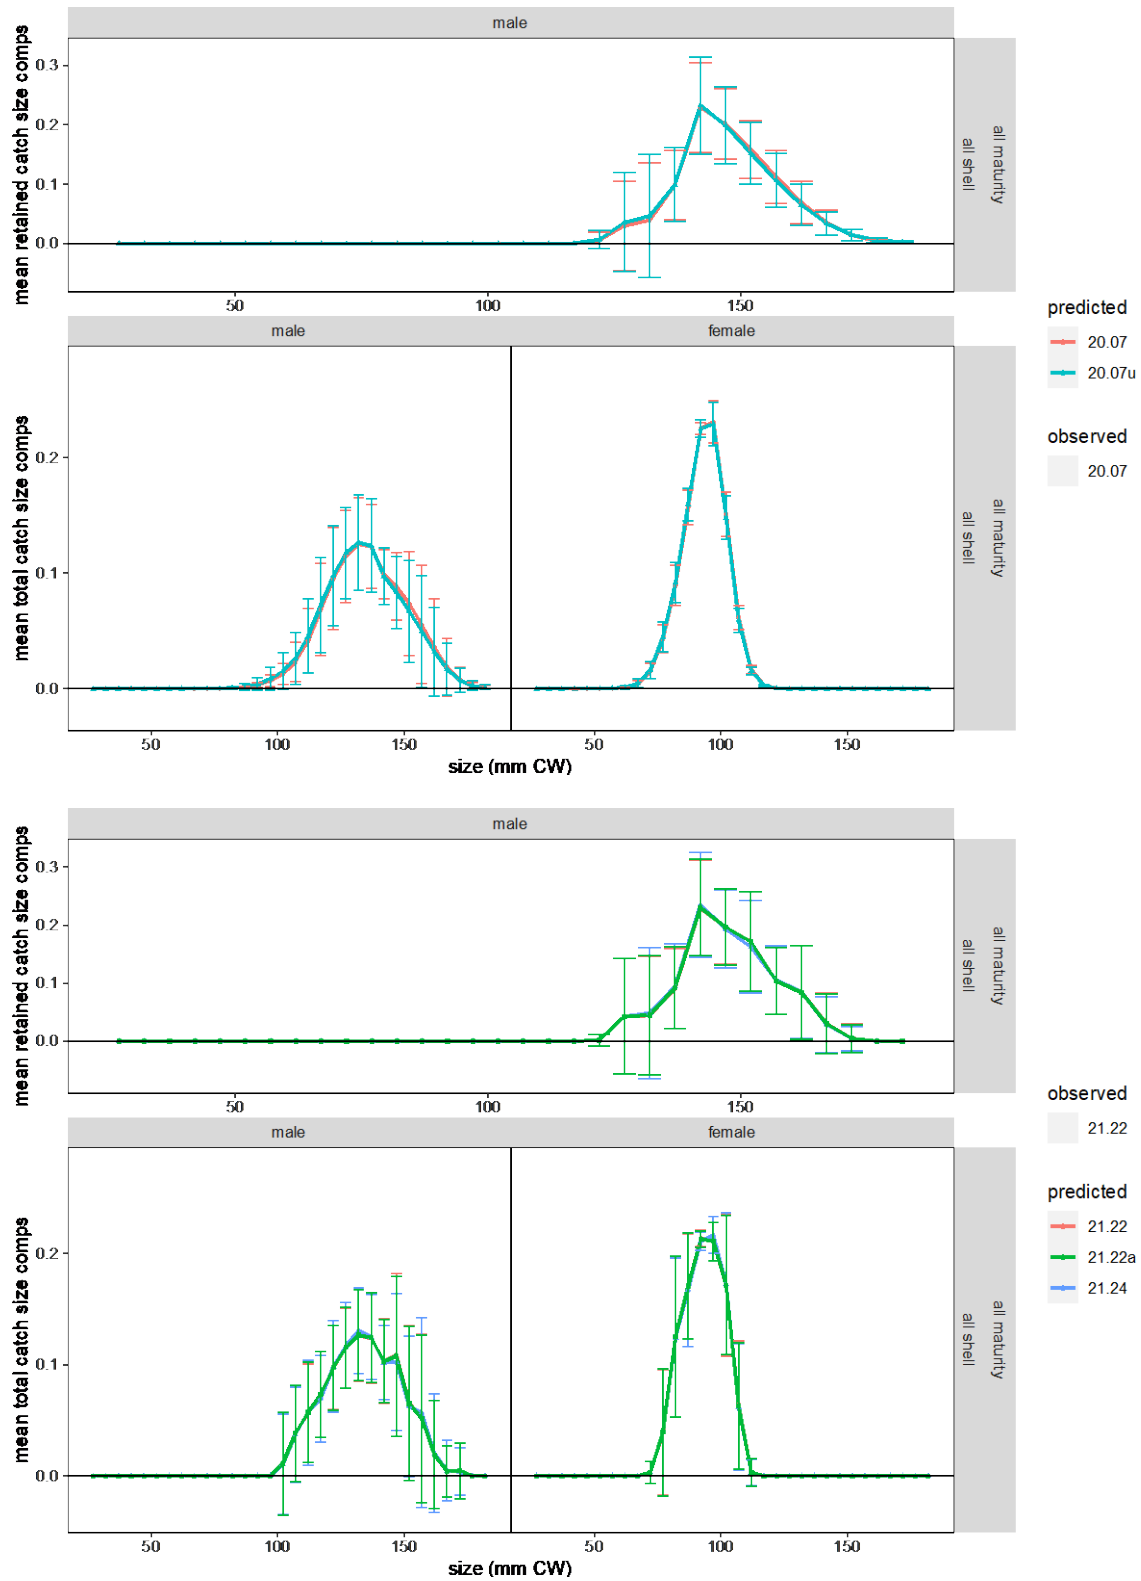 male
mean retained catch size comps
0.3
0.2
0.1
0.0
50
100
150
all maturity
all shell
male
female
mean total catch size comps
0.2
0.1
0.0
50
100
150
50
100
150
all maturity
all shell
size (mm CW)
predicted
20.07
20.07u
observed
20.07
male
mean retained catch size comps
0.3
0.2
0.1
0.0
50
100
150
all maturity
all shell
male
female
mean total catch size comps
0.2
0.1
0.0
50
100
150
50
100
150
all maturity
all shell
size (mm CW)
observed
21.22
predicted
21.22
21.22a
21.24